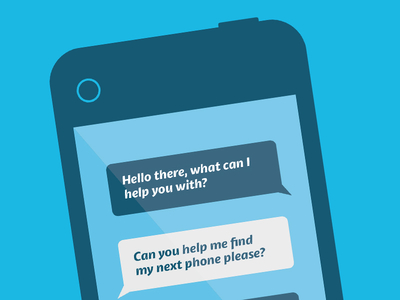 Hello there, what can I
help you with?
Can you help me find
my next phone please?